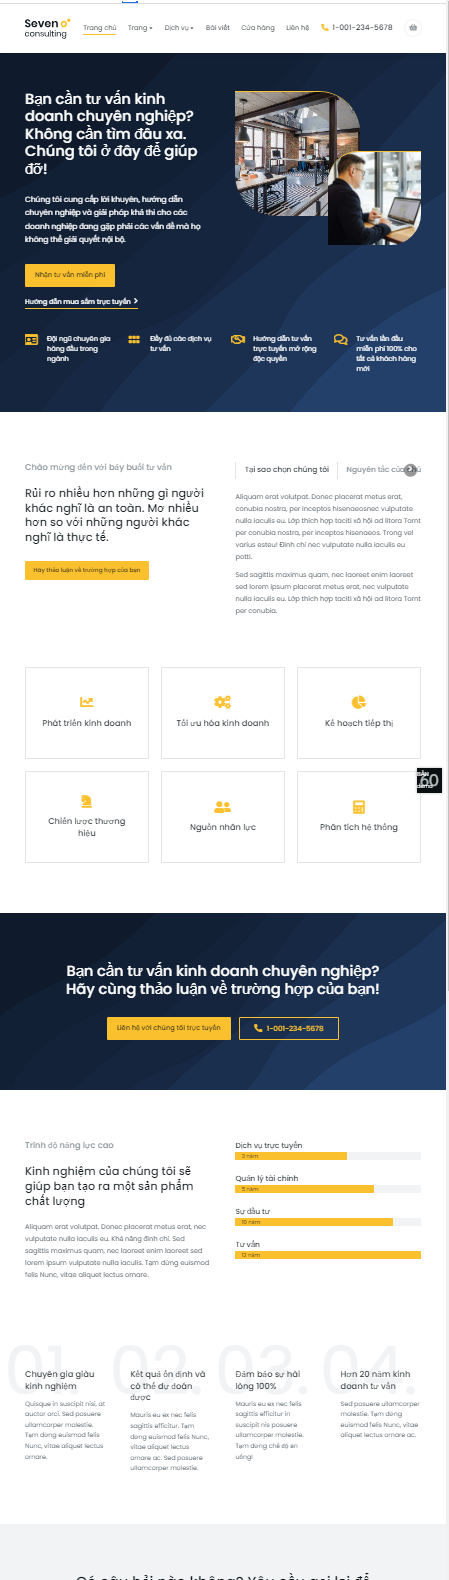 Seven
consulting
Trang chủ
Trang
Dịch vụ
Bài viết
Cửa hàng
Liên hệ
1-001-234-5678
Bạn cần tư vấn kinh
doanh chuyên nghiệp?
Không cần tìm đâu xa.
Chúng tôi ở đây để giúp
đỡ!
Chúng tôi cung cấp lời khuyên, hướng dẫn
chuyên nghiệp và giải pháp khả thi cho các
doanh nghiệp đang gặp phải các vấn đề mà họ
không thể giải quyết nội bộ.
Nhận tư vấn miễn phí
Hướng dẫn mua sắm trực tuyến
Đội ngũ chuyên gia
hàng đầu trong
ngành
Đầy đủ các dịch vụ
tư vấn
Hướng dẫn tư vấn
trực tuyến mở rộng
độc quyền
Tư vấn lần đầu
miễn phí 100% cho
tất cả khách hàng
mới
Chào mừng đến với bảy buổi tư vấn
Rủi ro nhiều hơn những gì người
khác nghĩ là an toàn. Mơ nhiều
hơn so với những người khác
nghĩ là thực tế.
Hãy thảo luận về trường hợp của bạn
Tại sao chọn chúng tôi
Nguyên tắc của
Aliquam erat volutpat. Donec placerat metus erat,
conubia nostra, per inceptos hisenaeosnec vulputate
nulla iaculis eu. Lớp thích hợp taciti xã hội ad litora Tornt
per conubia nostra, per inceptos hisenaeos. Trong vel
varius esteu! Đinh chỉ nec vulputate nulla iaculis eu
potti.
Sed sagittis maximus quam, nec laoreet enim laoreet
sed lorem ipsum placerat metus erat, nec vulputate
nulla iaculis eu. Lớp thích hợp taciti xã hội ad litora Tornt
per conubia.
Phát triển kinh doanh
Tối ưu hóa kinh doanh
Kế hoạch tiếp thị
Chiến lược thương
hiệu
Nguồn nhân lực
Phân tích hệ thống
60
BẢN
demo
Bạn cần tư vấn kinh doanh chuyên nghiệp?
Hãy cùng thảo luận về trường hợp của bạn!
Liên hệ với chúng tôi trực tuyến
1-001-234-5678
Trình độ năng lực cao
Kinh nghiệm của chúng tôi sẽ
giúp bạn tạo ra một sản phẩm
chất lượng
Aliquam erat volutpat. Donec placerat metus erat, nec
vulputate nulla iaculis eu. Khả năng đình chỉ. Sed
sagittis maximus quam, nec laoreet enim laoreet sed
lorem ipsum vulputate nulla iaculis. Tạm dừng euismod
felis Nunc, vitae aliquet lectus ornare.
Dịch vụ trực tuyến
3 năm
Quản lý tài chính
5 năm
Sự đầu tư
10 năm
Tư vấn
12 năm
01.
02.
03.
04.
Chuyên gia giàu
kinh nghiệm
Quisque in suscipit nisi, at
auctor orci. Sed posuere
ullamcorper molestie.
Tạm dong euismod felis
Nunc, vitae aliquet lectus
ornare.
Kết quả ổn định và
có thể dự đoán
được
Mauris eu ex nec felis
sagittis efficitur. Tạm
dong euismod felis Nunc,
vitae aliquet lectus
ornare ac. Sed posuere
ullamcorper molestie.
Đảm bảo sự hài
lòng 100%
Mauris eu ex nec felis
sagittis efficitur in
suscipit nis posuere
ullamcorper molestie.
Tạm dong chế độ ăn
uống!
Hơn 20 năm kinh
doanh tư vấn
Sed posuere ullamcorper
molestie. Tạm dong
euismod felis Nunc, vitae
aliquet lectus ornare ac.
Có câu hỏi nào không? Yêu cầu gọi lại để